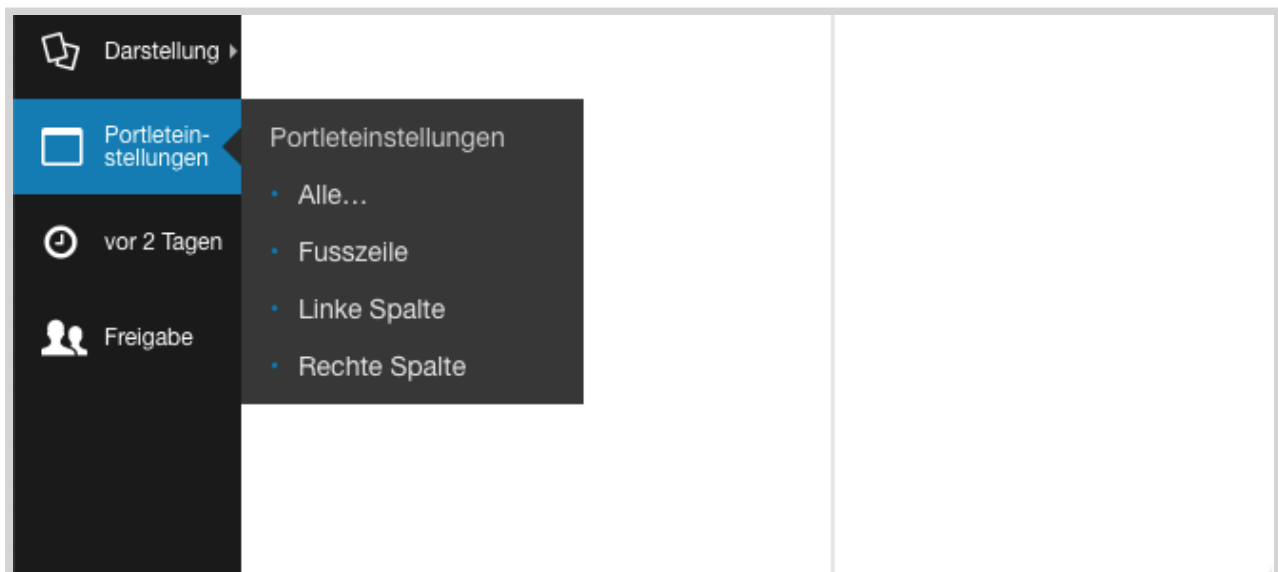 Darstellung
Portletein-
stellungen
vor 2 Tagen
Freigabe
Portleteinstellungen
Alle…
Fusszeile
Linke Spalte
Rechte Spalte